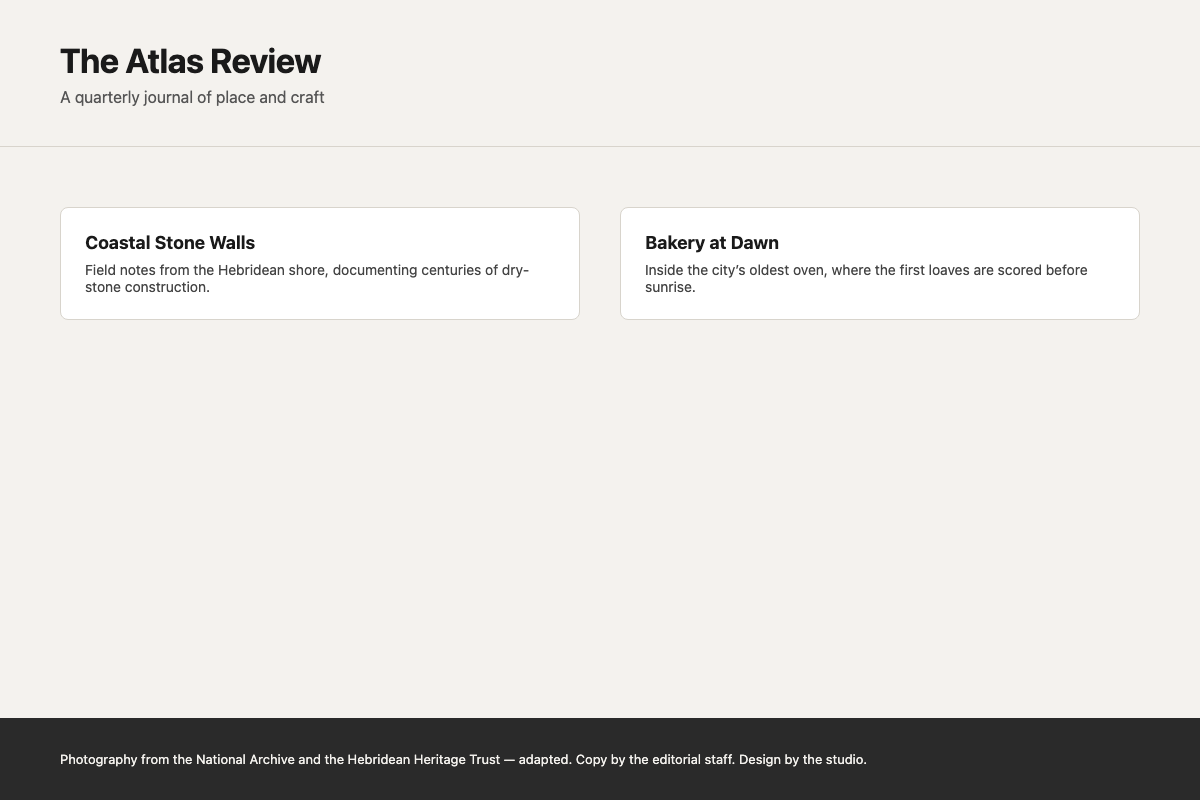 The Atlas Review
A quarterly journal of place and craft
Coastal Stone Walls
Field notes from the Hebridean shore, documenting centuries of dry-
stone construction.
Bakery at Dawn
Inside the city’s oldest oven, where the first loaves are scored before
sunrise.
Photography from the National Archive and the Hebridean Heritage Trust — adapted. Copy by the editorial staff. Design by the studio.